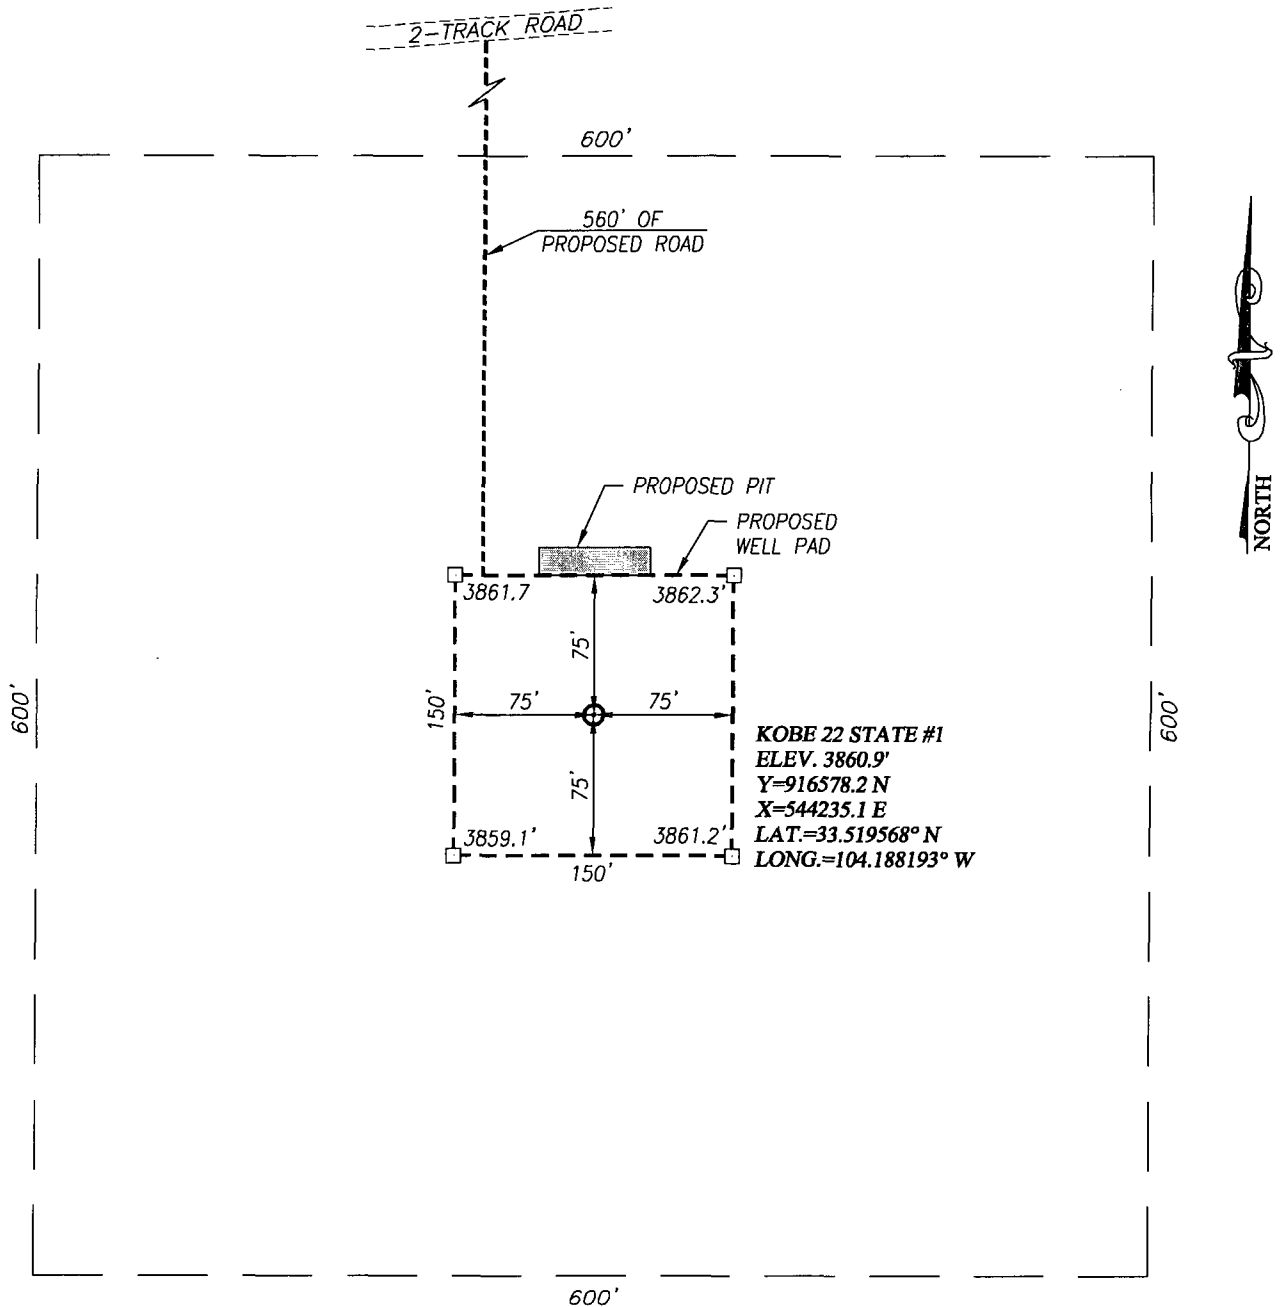 2-TRACK ROAD
600'
560' OF
PROPOSED ROAD
PROPOSED PIT
PROPOSED
WELL PAD
NORTH
3861.7
3862.3'
75'
600'
150'
75'
75'
600'
KOBE 22 STATE #1
ELEV. 3860.9'
Y=916578.2 N
X=544235.1 E
LAT.=33.519568° N
LONG.=104.188193° W
75'
3859.1'
3861.2'
150'
600'